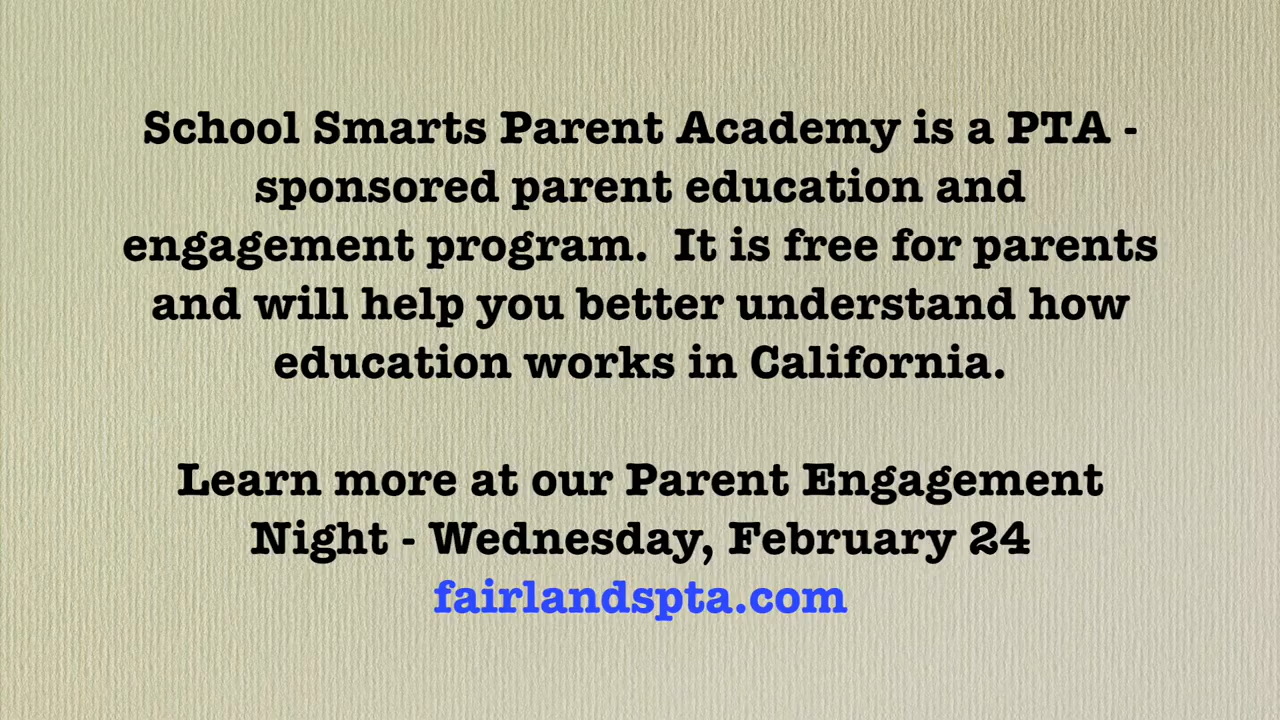 School Smarts Parent Academy is a PTA -
sponsored parent education and
engagement program.  It is free for parents
and will help you better understand how
education works in California.
Learn more at our Parent Engagement
Night - Wednesday, February 24
fairlandspta.com